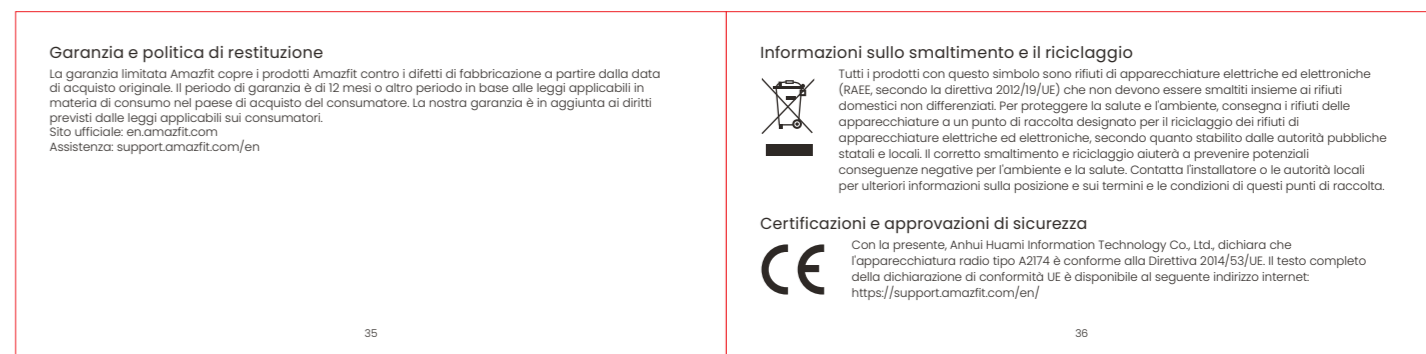 Garanzia e politica di restituzione
La garanzia limitata Amazfit copre i prodotti Amazfit contro i difetti di fabbricazione a partire dalla data
di acquisto originale. Il periodo di garanzia è di 12 mesi o altro periodo in base alle leggi applicabili in
materia di consumo nel paese di acquisto del consumatore. La nostra garanzia è in aggiunta ai diritti
previsti dalle leggi applicabili sui consumatori.
Sito ufficiale: en.amazfit.com
Assistenza: support.amazfit.com/en
35
Informazioni sullo smaltimento e il riciclaggio
Tutti i prodotti con questo simbolo sono rifiuti di apparecchiature elettriche ed elettroniche
(RAEE, secondo la direttiva 2012/19/UE) che non devono essere smaltiti insieme ai rifiuti
domestici non differenziati. Per proteggere la salute e l'ambiente, consegna i rifiuti delle
apparecchiature a un punto di raccolta designato per il riciclaggio dei rifiuti di
apparecchiature elettriche ed elettroniche, secondo quanto stabilito dalle autorità pubbliche
statali e locali. Il corretto smaltimento e riciclaggio aiuterà a prevenire potenziali
conseguenze negative per l'ambiente e la salute. Contatta l'installatore o le autorità locali
per ulteriori informazioni sulla posizione e sui termini e le condizioni di questi punti di raccolta.
Certificazioni e approvazioni di sicurezza
CE
Con la presente, Anhui Huami Information Technology Co., Ltd., dichiara che
l'apparecchiatura radio tipo A2174 è conforme alla Direttiva 2014/53/UE. Il testo completo
della dichiarazione di conformità UE è disponibile al seguente indirizzo internet:
https://support.amazfit.com/en/
36